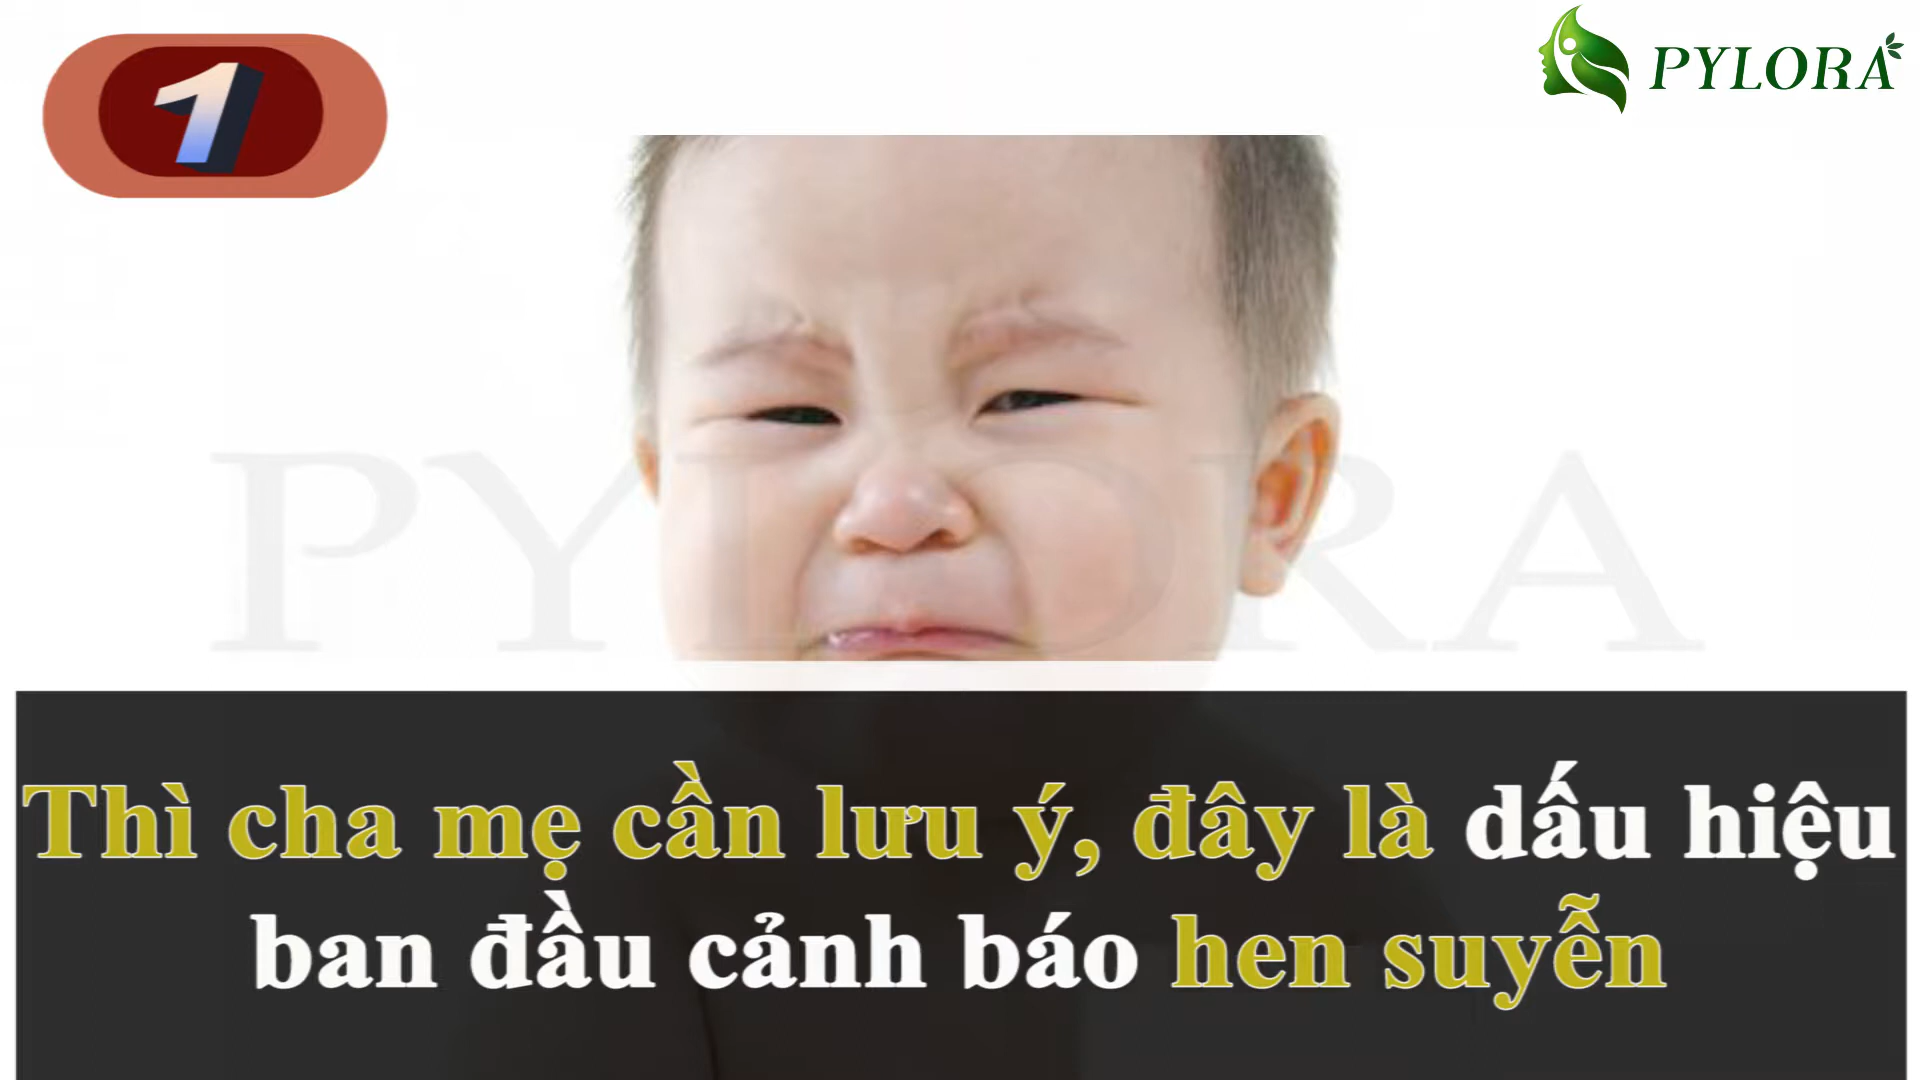 1
PYLORA
PYLORA
Thì cha mẹ cần lưu ý, đây là dấu hiệu
ban đầu cảnh báo hen suyễn